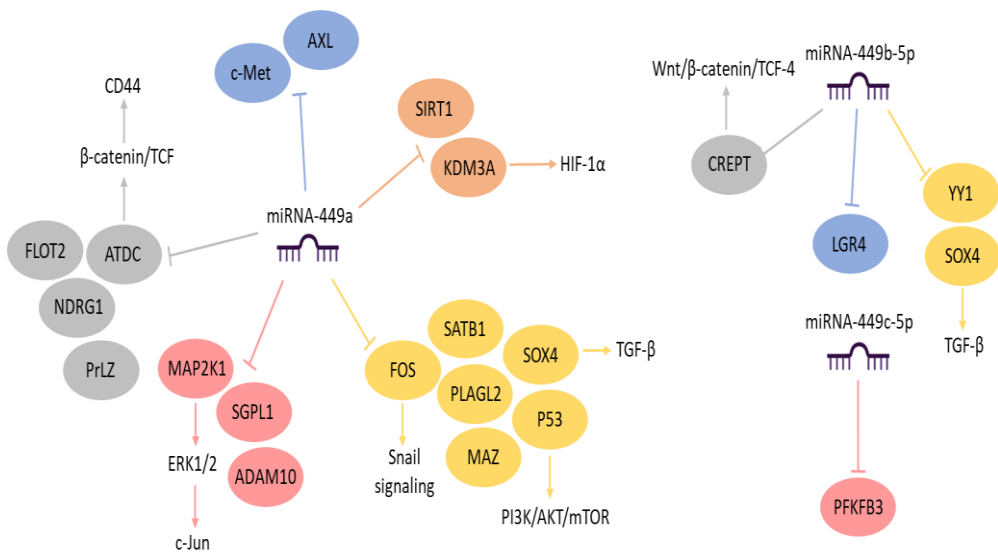 AXL
c-Met
CD44
β-catenin/TCF
SIRT1
KDM3A
HIF-1α
miRNA-449a
FLOT2
ATDC
NDRG1
PrLZ
MAP2K1
SGPL1
ADAM10
ERK1/2
c-Jun
SATB1
FOS
SOX4
TGF-β
PLAGL2
P53
MAZ
Snail
signaling
PI3K/AKT/mTOR
miRNA-449b-5p
Wnt/β-catenin/TCF-4
CREPT
YY1
LGR4
SOX4
TGF-β
miRNA-449c-5p
PFKFB3